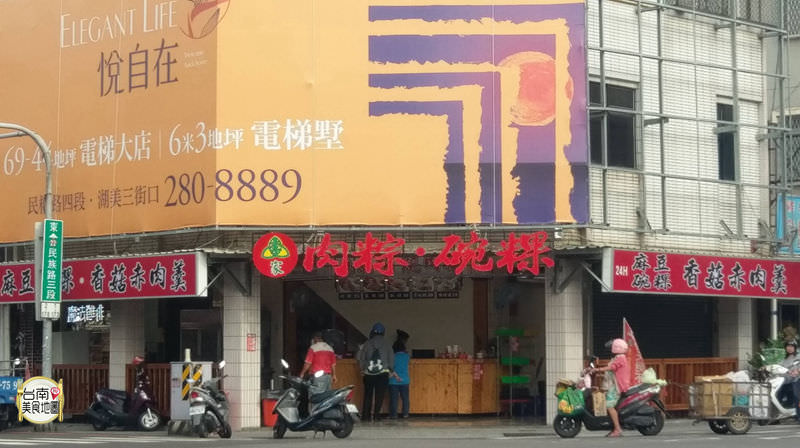 ELEGANT LIFE
悅自在
69-44地坪 電梯大店 | 6米3地坪 電梯墅
民權路四段・湖美三街口 280-8889
家 肉粽・碗粿
麻豆 碗粿・香菇赤肉羹
24H 麻豆碗粿 香菇赤肉羹
東 民族路三段
台南美食地圖